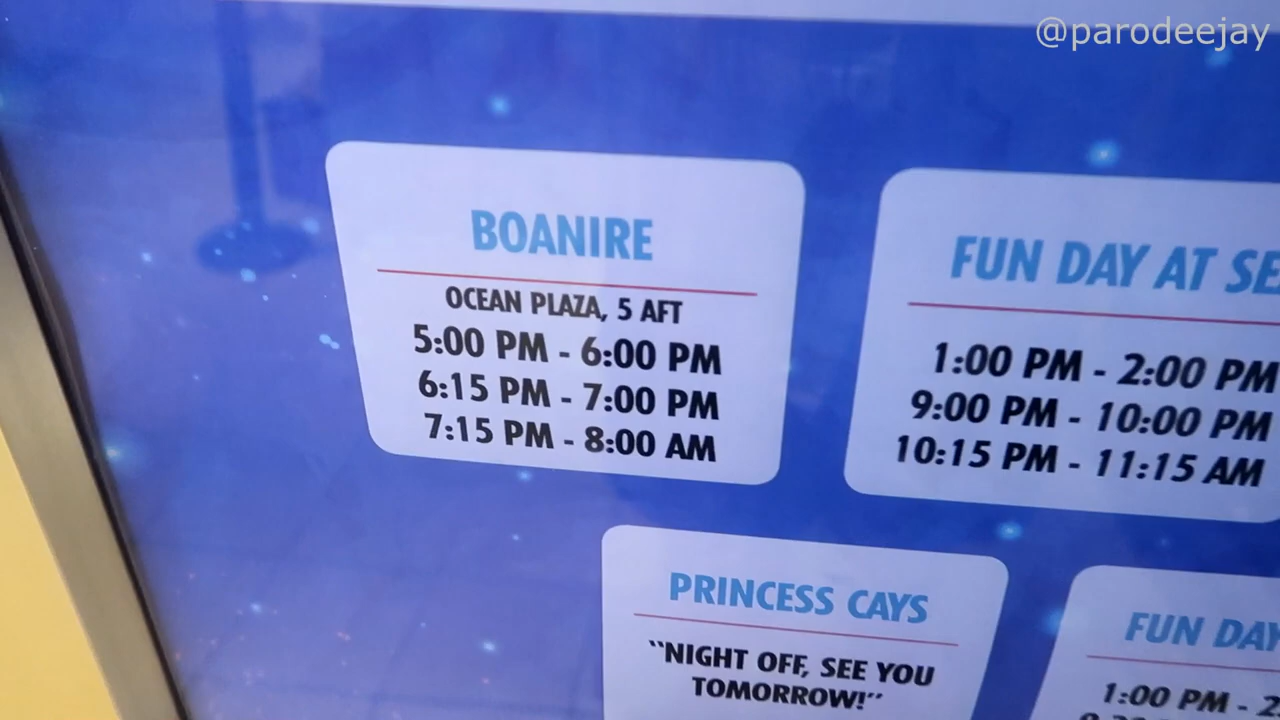 @parodeejay
BOANIRE
OCEAN PLAZA, 5 AFT
5:00 PM - 6:00 PM
6:15 PM - 7:00 PM
7:15 PM - 8:00 AM
FUN DAY AT SE
1:00 PM - 2:00 PM
9:00 PM - 10:00 PM
10:15 PM - 11:15 AM
PRINCESS CAYS
"NIGHT OFF, SEE YOU
TOMORROW!"
FUN DAY
1:00 PM - 2